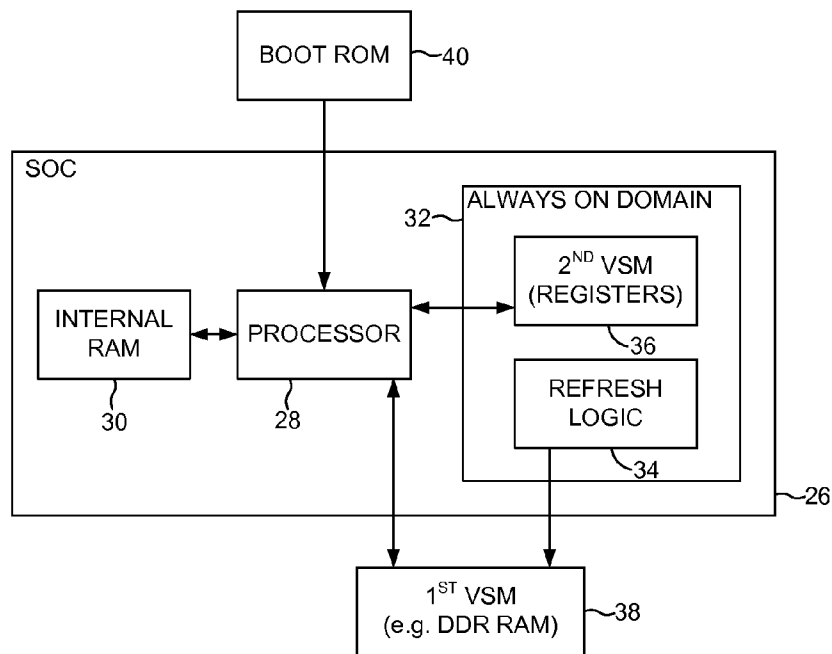 BOOT ROM
40
SOC
ALWAYS ON DOMAIN
32
2ND VSM
(REGISTERS)
36
INTERNAL
RAM
30
PROCESSOR
28
REFRESH
LOGIC
34
26
1ST VSM
(e.g. DDR RAM)
38